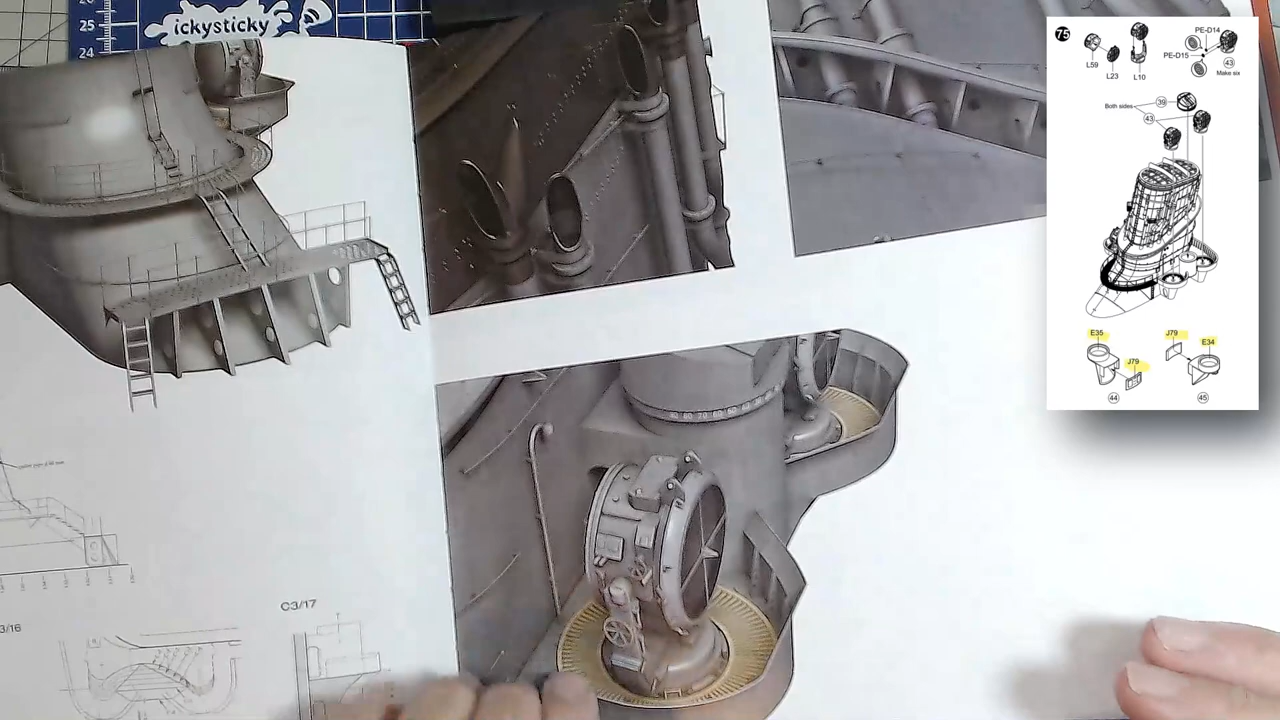 25
24
ickysticky
75
PE-D14
PE-D15
43
Make six
L59
L23
L10
Both sides
39
43
E35
J79
J79
E34
44
45
C3/17
3/16